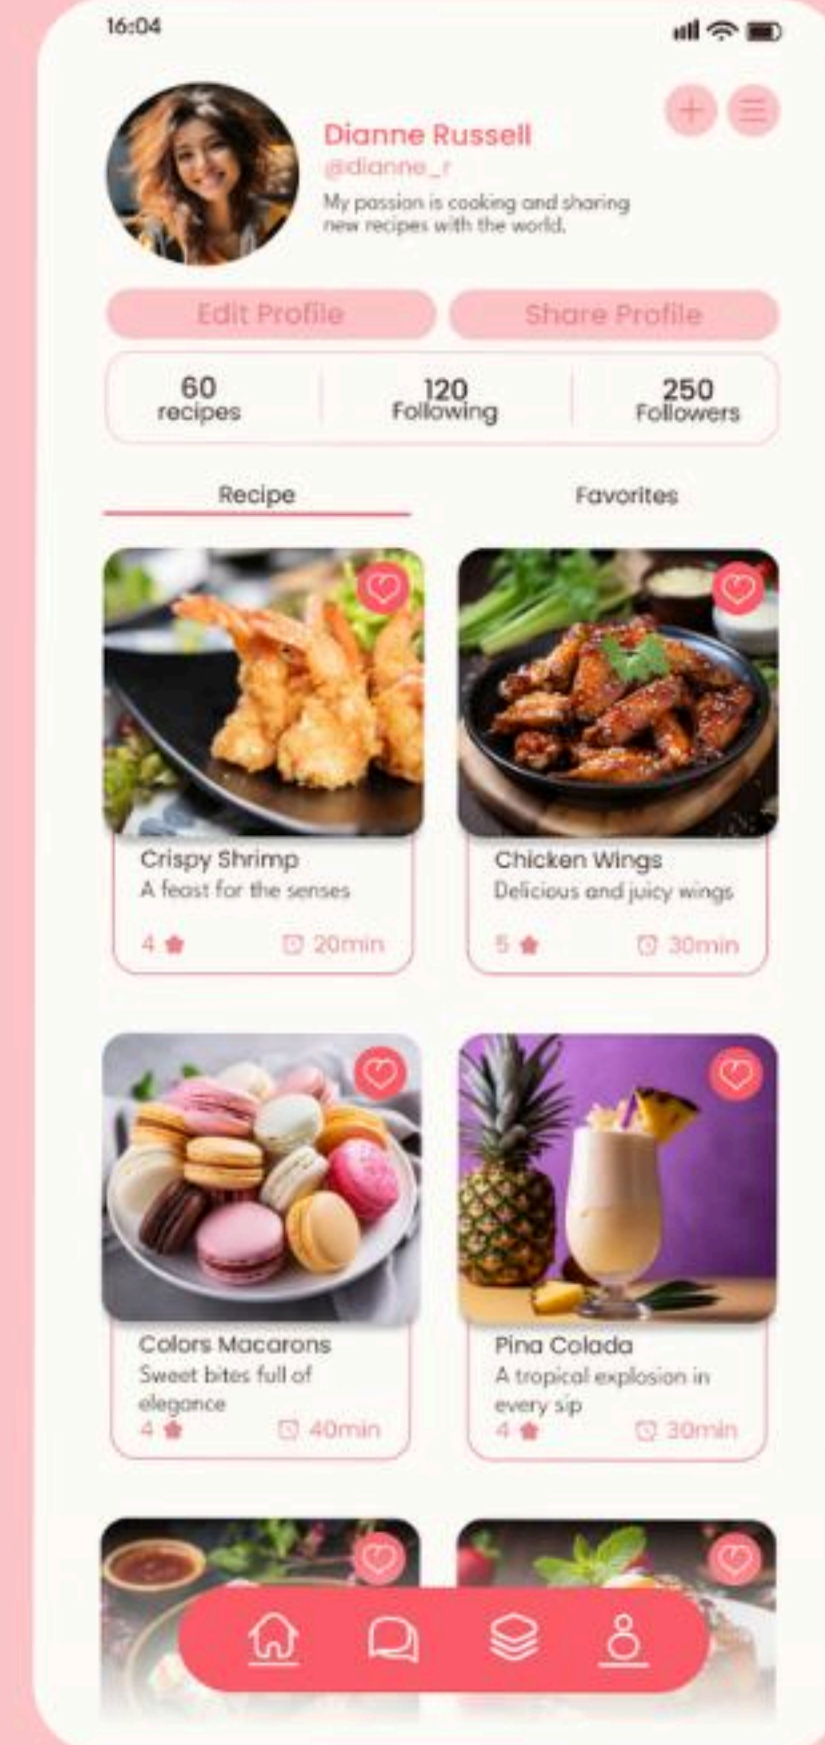 16:04
Dianne Russell
@dianne_r
My passion is cooking and sharing
new recipes with the world.
Edit Profile
Share Profile
60
recipes
120
Following
250
Followers
Recipe
Favorites
Crispy Shrimp
A feast for the senses
4
20min
Chicken Wings
Delicious and juicy wings
5
30min
Colors Macarons
Sweet bites full of
elegance
4
40min
Pina Colada
A tropical explosion in
every sip
4
30min